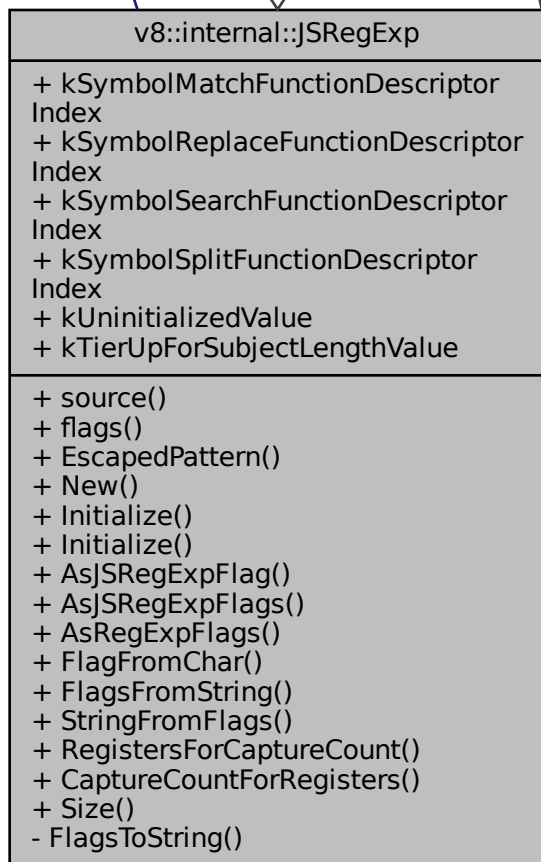 v8::internal::JSRegExp
+ kSymbolMatchFunctionDescriptor
Index
+ kSymbolReplaceFunctionDescriptor
Index
+ kSymbolSearchFunctionDescriptor
Index
+ kSymbolSplitFunctionDescriptor
Index
+ kUninitializedValue
+ kTierUpForSubjectLengthValue
+ source()
+ flags()
+ EscapedPattern()
+ New()
+ Initialize()
+ Initialize()
+ AsJSRegExpFlag()
+ AsJSRegExpFlags()
+ AsRegExpFlags()
+ FlagFromChar()
+ FlagsFromString()
+ StringFromFlags()
+ RegistersForCaptureCount()
+ CaptureCountForRegisters()
+ Size()
- FlagsToString()